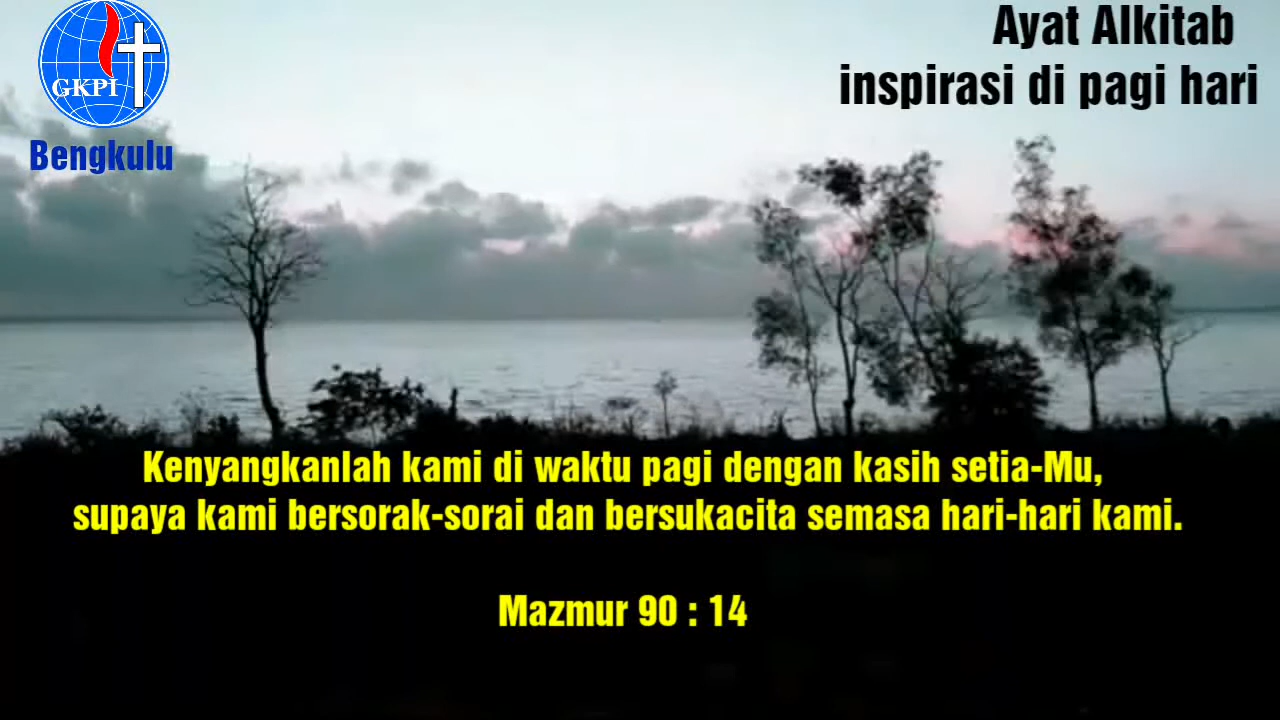 GKPI
Bengkulu
Ayat Alkitab
inspirasi di pagi hari
Kenyangkanlah kami di waktu pagi dengan kasih setia-Mu,
supaya kami bersorak-sorai dan bersukacita semasa hari-hari kami.
Mazmur 90 : 14